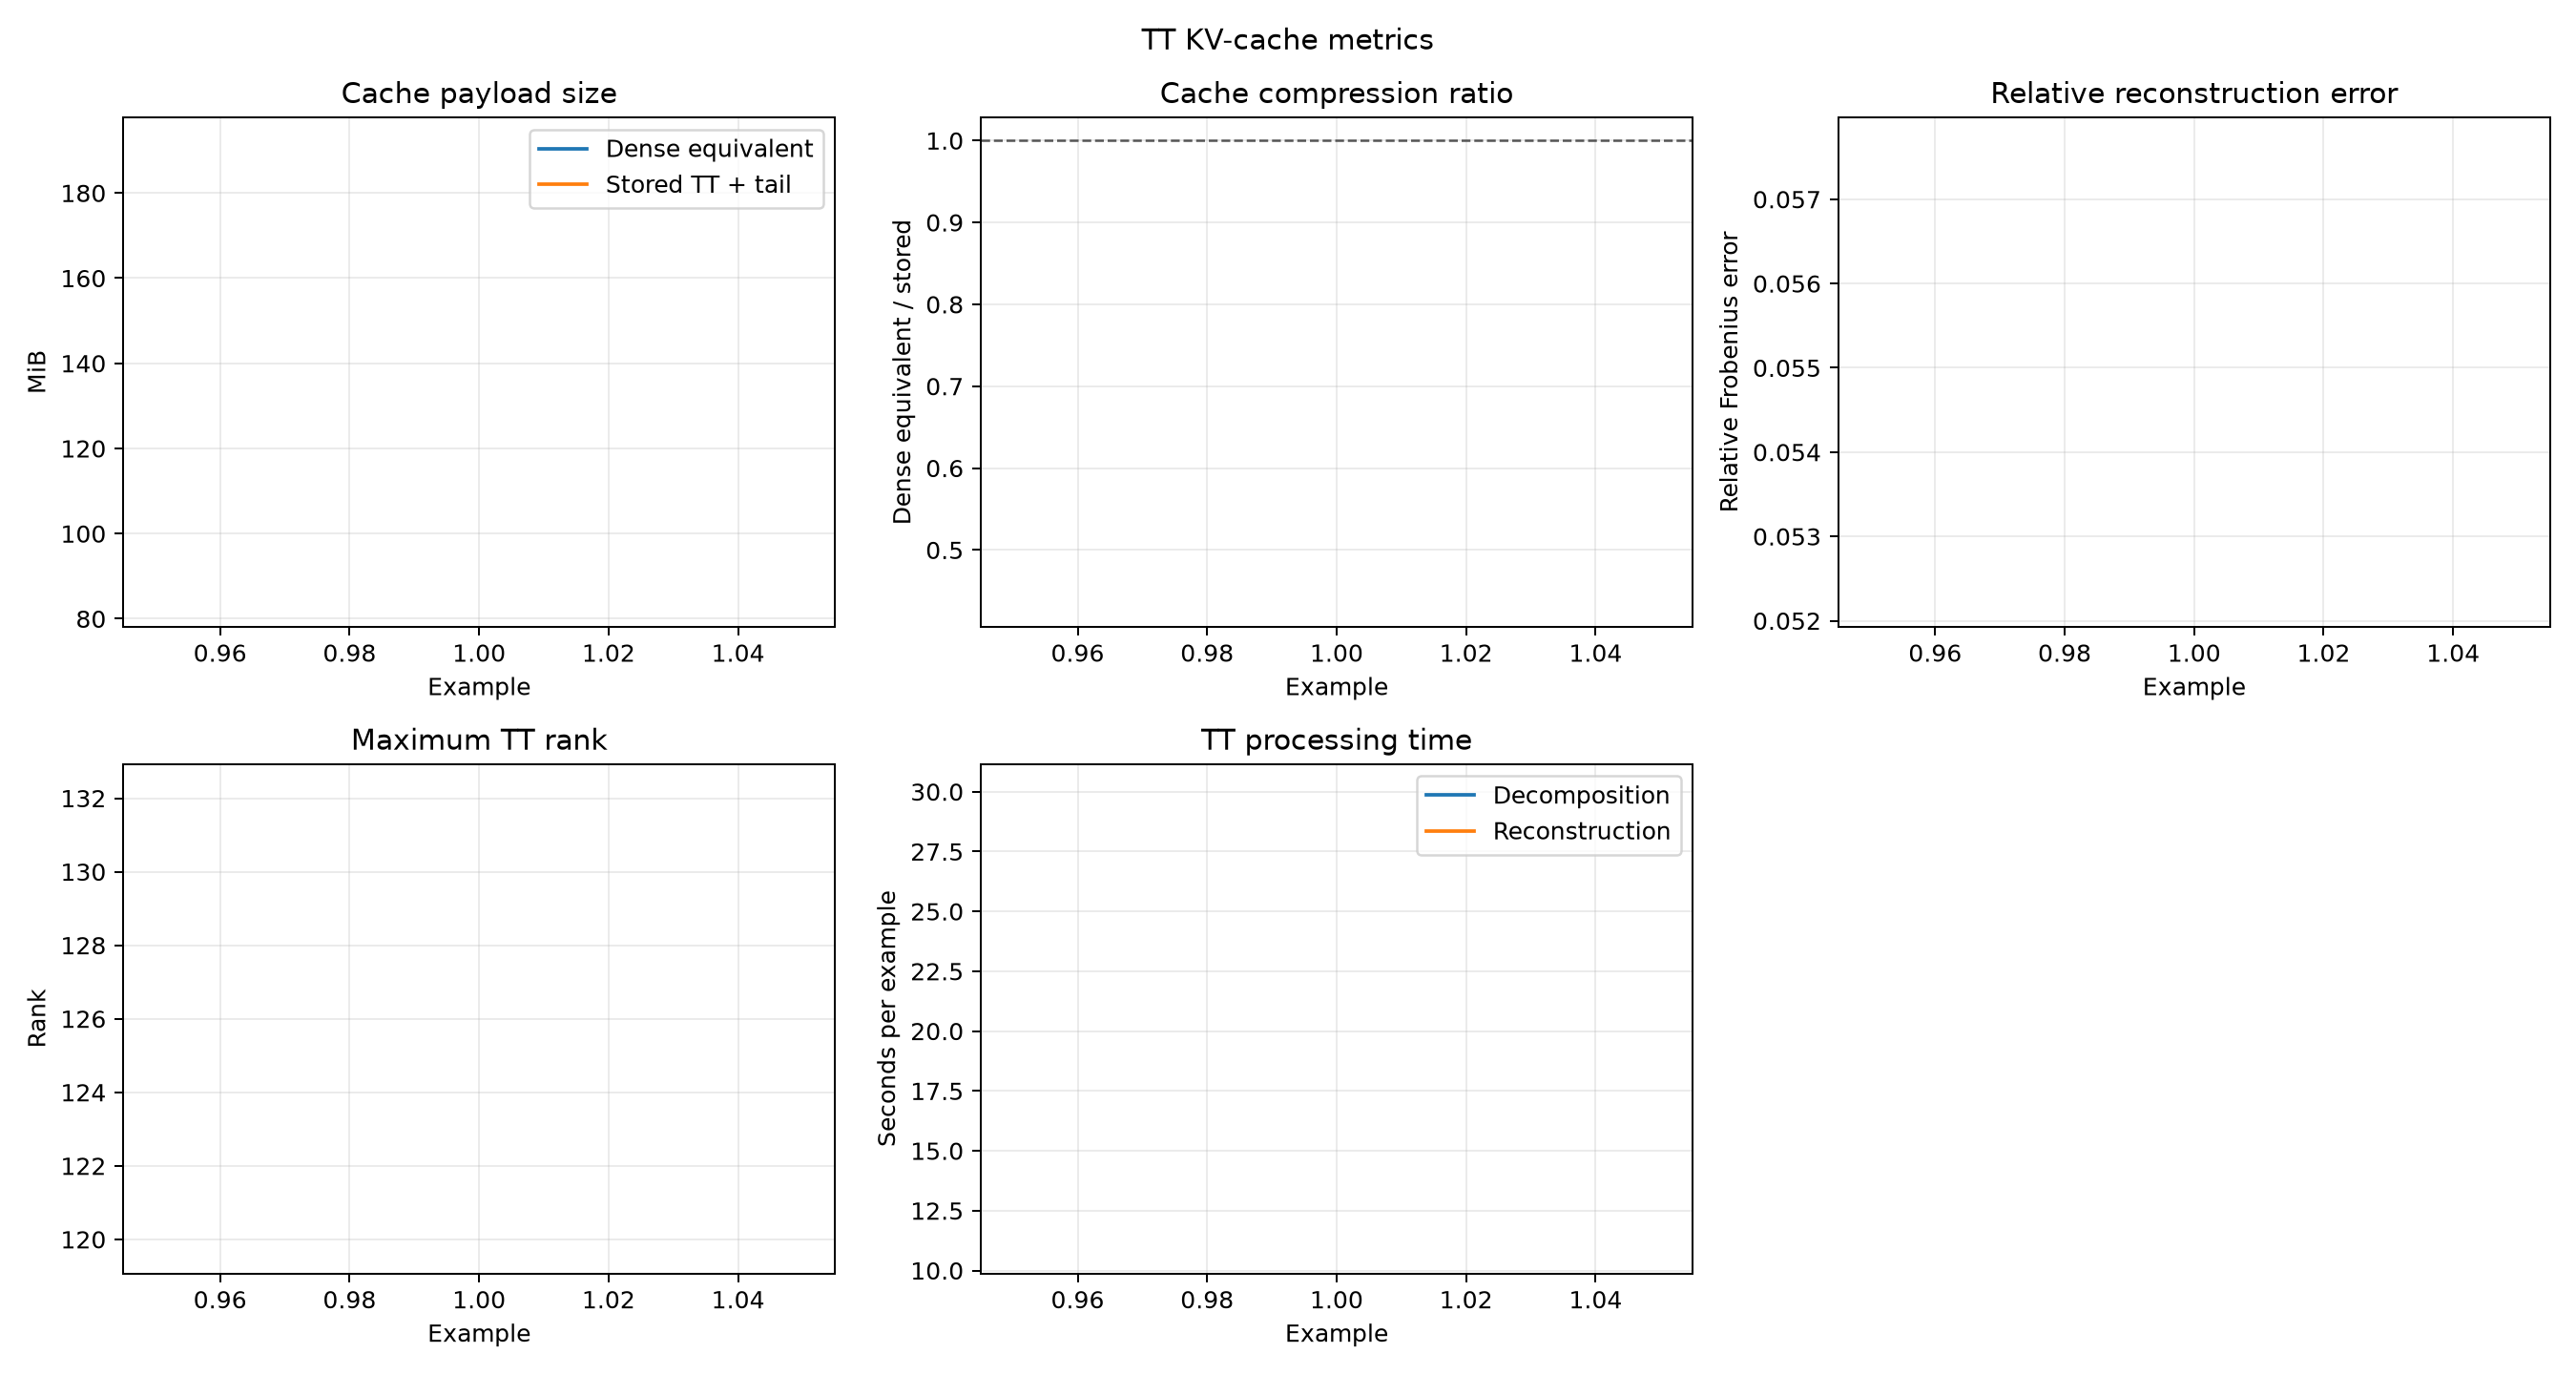 TT KV-cache metrics
Cache payload size
MiB
180
160
140
120
100
80
Dense equivalent
Stored TT + tail
0.96 0.98 1.00 1.02 1.04
Example
Cache compression ratio
Dense equivalent / stored
1.0
0.9
0.8
0.7
0.6
0.5
0.96 0.98 1.00 1.02 1.04
Example
Relative reconstruction error
Relative Frobenius error
0.057
0.056
0.055
0.054
0.053
0.052
0.96 0.98 1.00 1.02 1.04
Example
Maximum TT rank
Rank
132
130
128
126
124
122
120
0.96 0.98 1.00 1.02 1.04
Example
TT processing time
Seconds per example
30.0
27.5
25.0
22.5
20.0
17.5
15.0
12.5
10.0
Decomposition
Reconstruction
0.96 0.98 1.00 1.02 1.04
Example